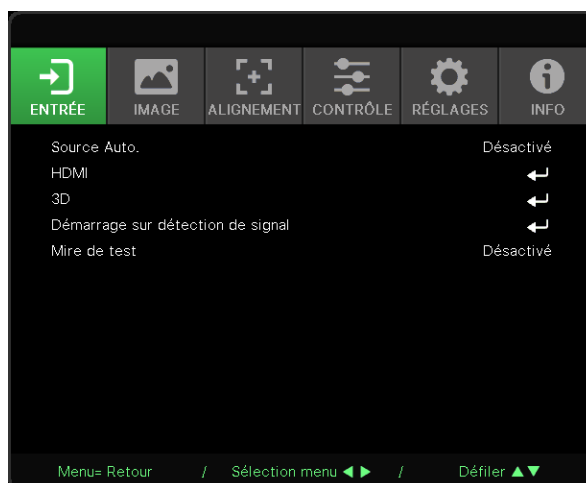 ENTRÉE IMAGE ALIGNEMENT CONTRÔLE RÉGLAGES INFO
Source Auto. Désactivé
HDMI
3D
Démarrage sur détection de signal
Mire de test Désactivé
Menu= Retour / Sélection menu ◀ ▶ / Défiler ▲▼